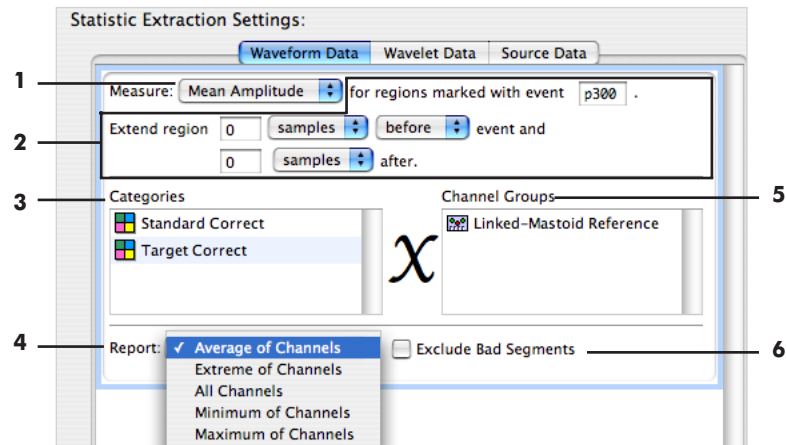 Statistic Extraction Settings:
Waveform Data Wavelet Data Source Data
1 Measure: Mean Amplitude for regions marked with event p300 .
2 Extend region 0 samples before event and
0 samples after.
3 Categories Channel Groups 5
Standard Correct Linked-Mastoid Reference
Target Correct X
4 Report: ✓ Average of Channels Exclude Bad Segments 6
Extreme of Channels
All Channels
Minimum of Channels
Maximum of Channels